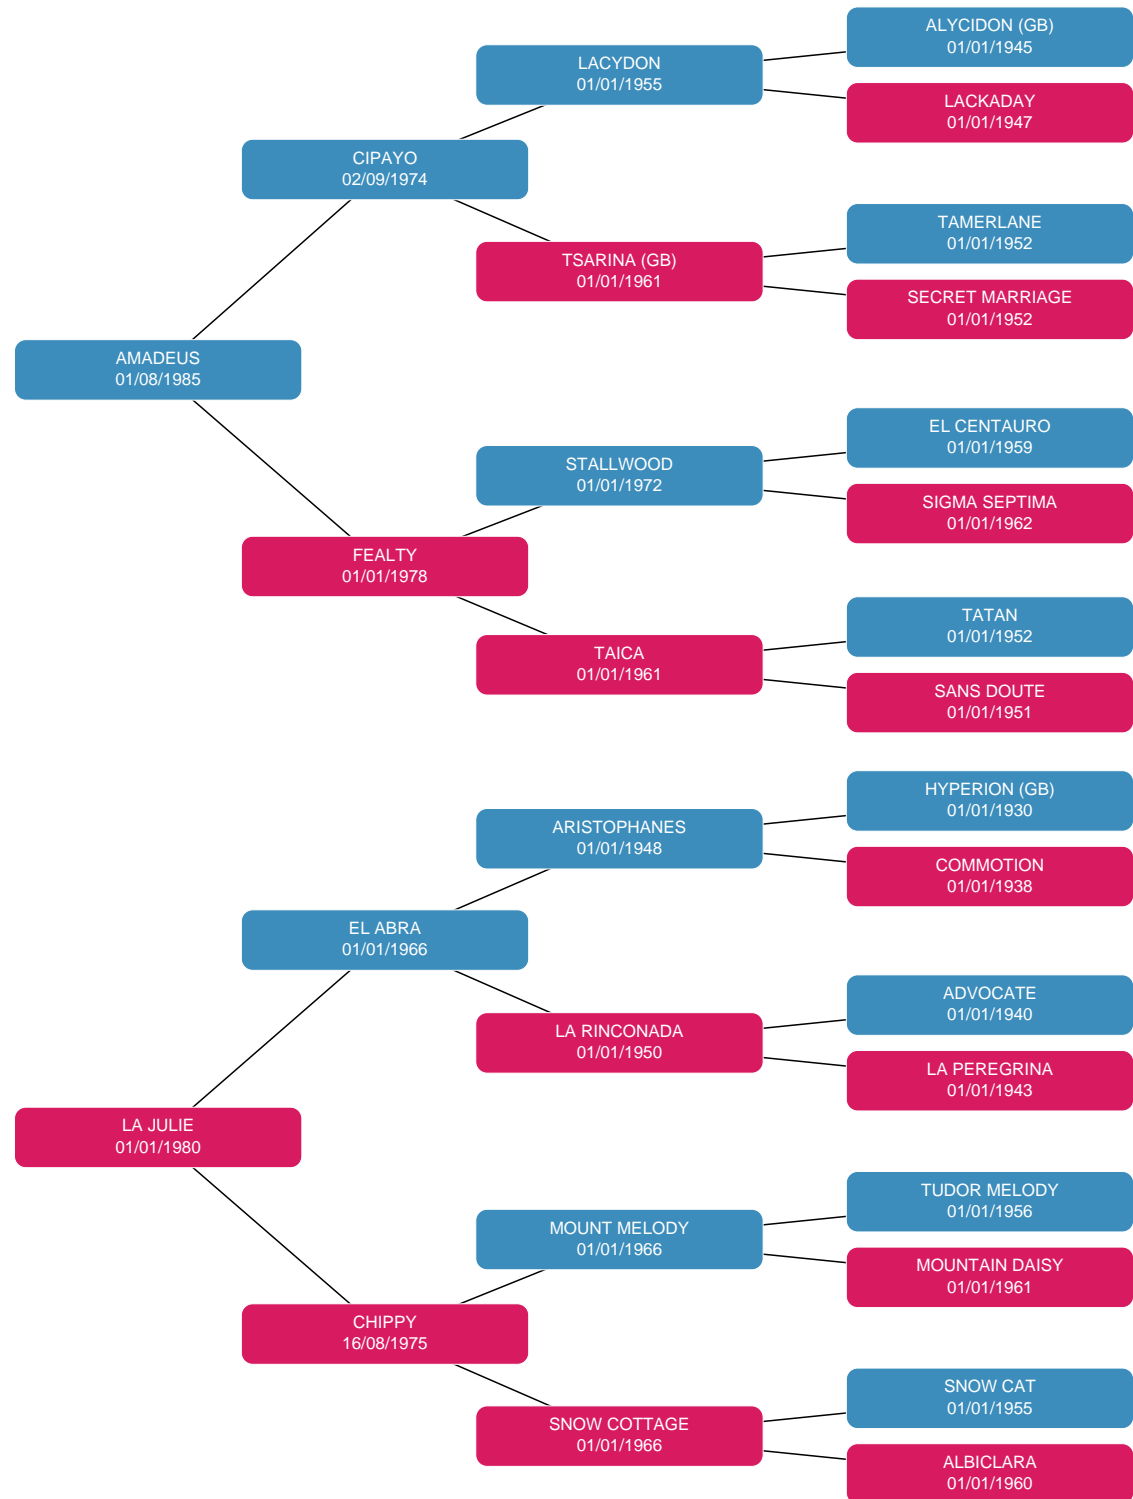 ALYCIDON (GB)
01/01/1945
LACYDON
01/01/1955
LACKADAY
01/01/1947
CIPAYO
02/09/1974
TAMERLANE
01/01/1952
TSARINA (GB)
01/01/1961
SECRET MARRIAGE
01/01/1952
AMADEUS
01/08/1985
EL CENTAURO
01/01/1959
STALLWOOD
01/01/1972
SIGMA SEPTIMA
01/01/1962
FEALTY
01/01/1978
TATAN
01/01/1952
TAICA
01/01/1961
SANS DOUTE
01/01/1951
HYPERION (GB)
01/01/1930
ARISTOPHANES
01/01/1948
COMMOTION
01/01/1938
EL ABRA
01/01/1966
ADVOCATE
01/01/1940
LA RINCONADA
01/01/1950
LA PEREGRINA
01/01/1943
LA JULIE
01/01/1980
TUDOR MELODY
01/01/1956
MOUNT MELODY
01/01/1966
MOUNTAIN DAISY
01/01/1961
CHIPPY
16/08/1975
SNOW CAT
01/01/1955
SNOW COTTAGE
01/01/1966
ALBICLARA
01/01/1960